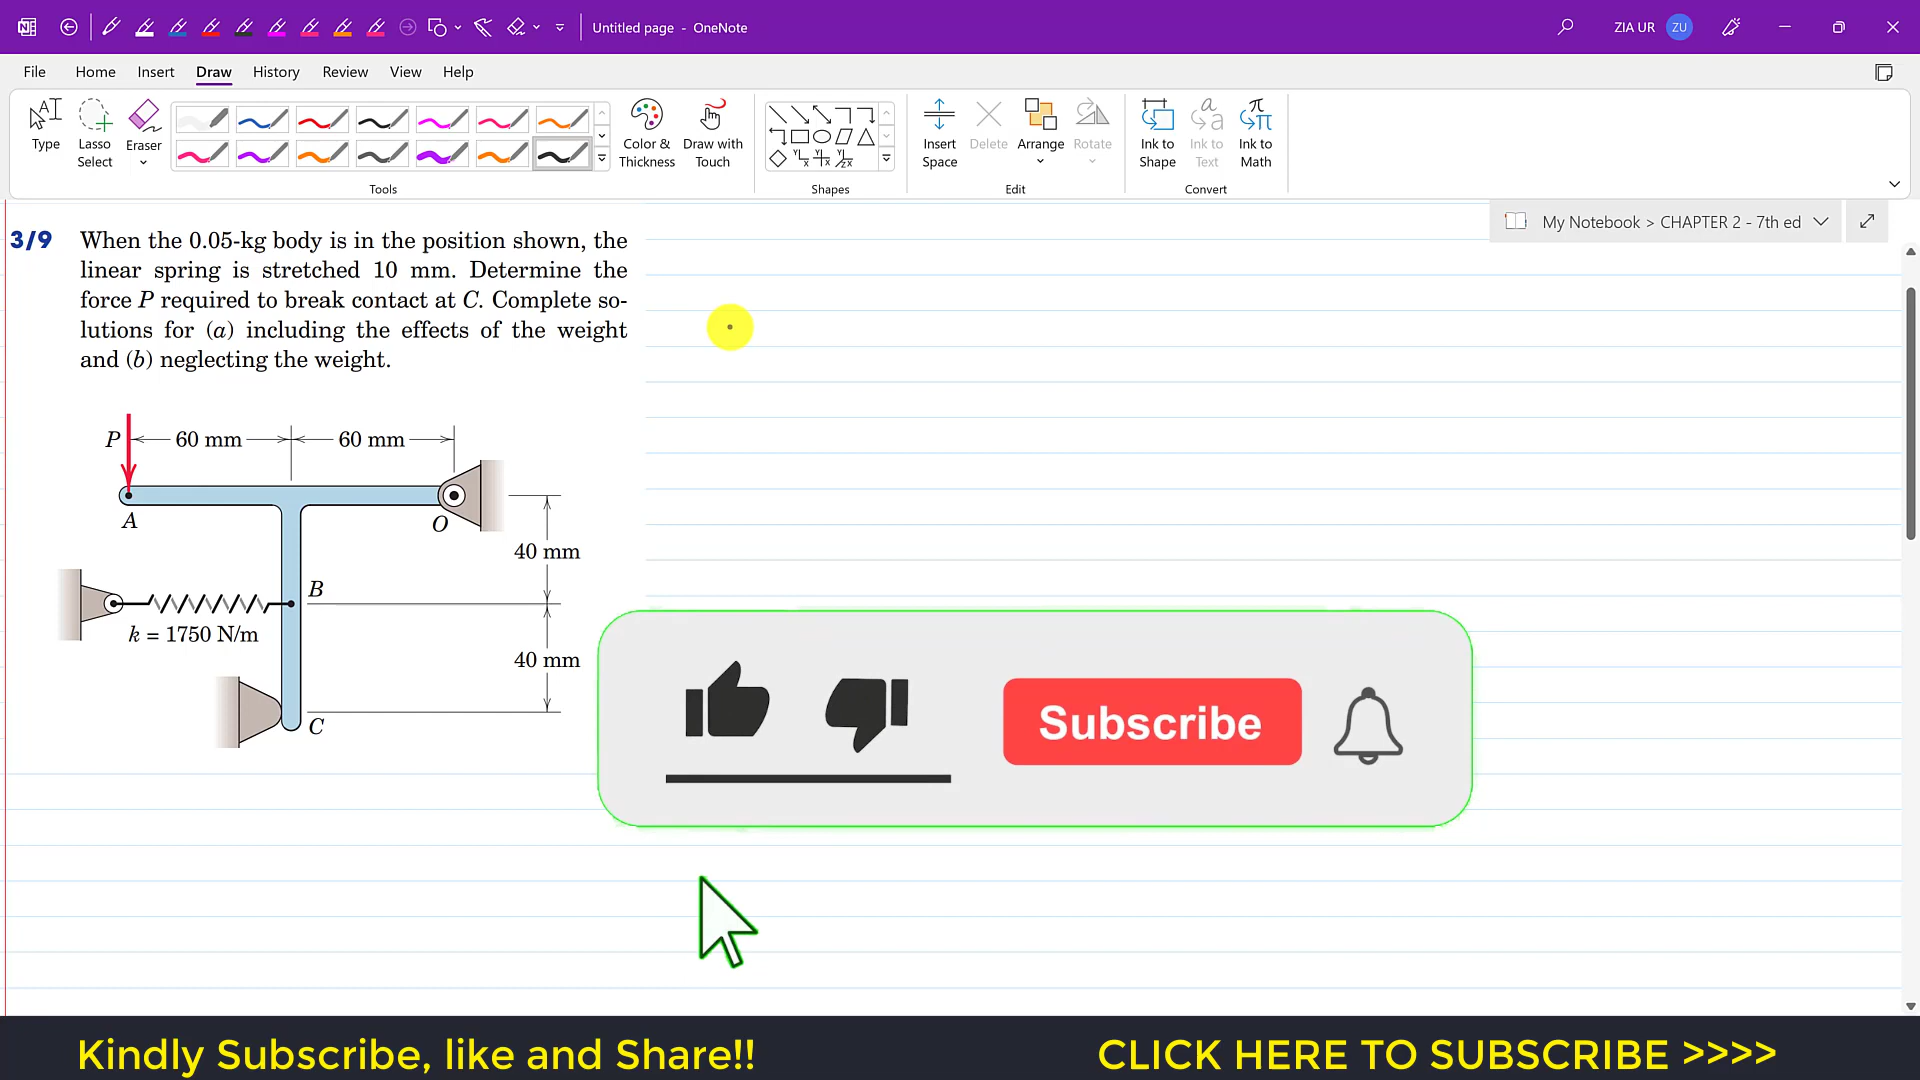 Untitled page - OneNote
ZIA UR
ZU
File
Home
Insert
Draw
History
Review
View
Help
Type
Lasso Select
Eraser
Color & Thickness
Draw with Touch
Insert Space
Delete
Arrange
Rotate
Ink to Shape
Ink to Text
Ink to Math
Tools
Shapes
Edit
Convert
My Notebook > CHAPTER 2 - 7th ed
3/9 When the 0.05-kg body is in the position shown, the
linear spring is stretched 10 mm. Determine the
force P required to break contact at C. Complete so-
lutions for (a) including the effects of the weight
and (b) neglecting the weight.
P
60 mm
60 mm
A
O
40 mm
B
k = 1750 N/m
40 mm
C
Subscribe
Kindly Subscribe, like and Share!!
CLICK HERE TO SUBSCRIBE >>>>